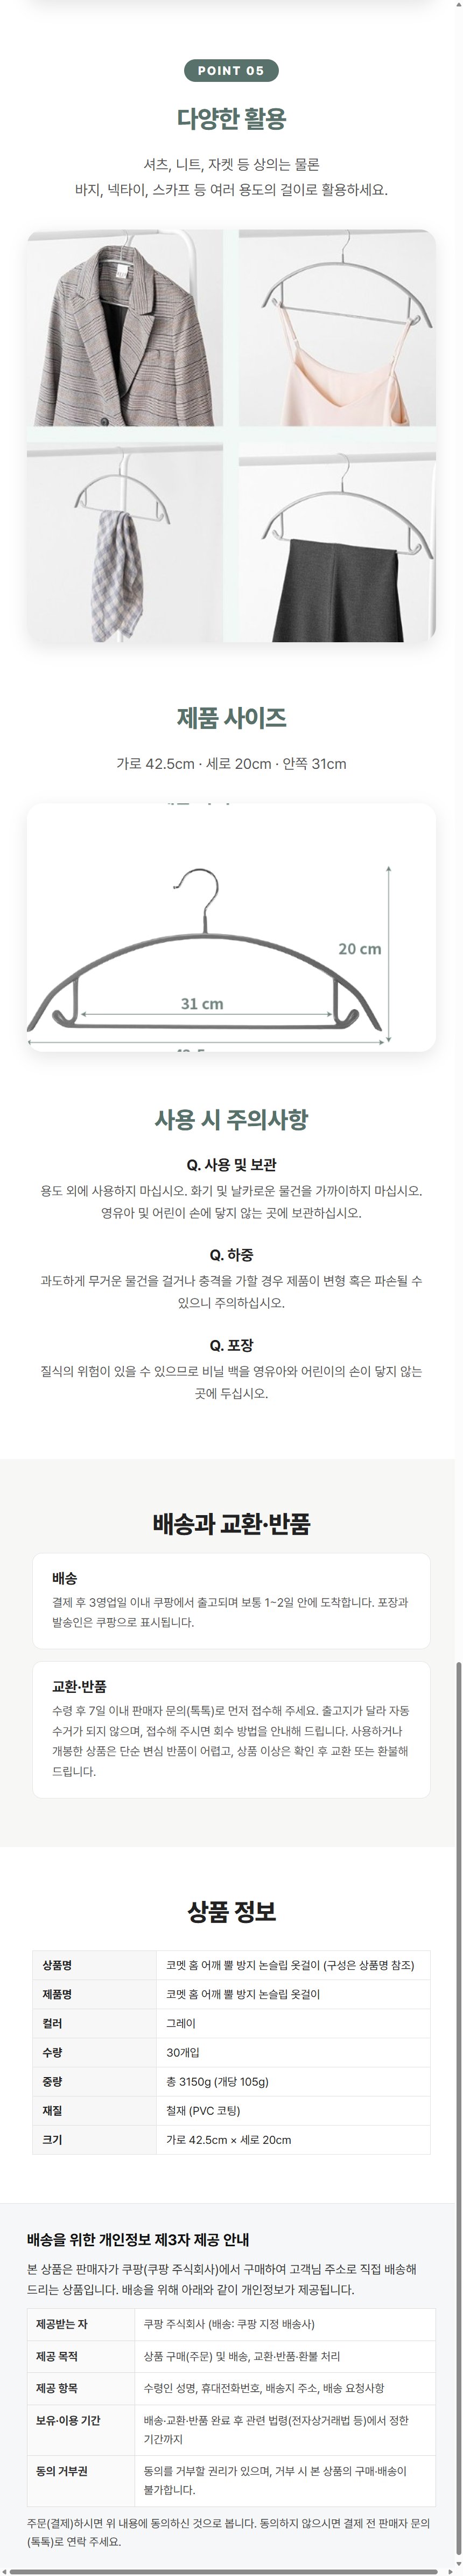 POINT 05
다양한 활용
셔츠, 니트, 자켓 등 상의는 물론
바지, 넥타이, 스카프 등 여러 용도의 걸이로 활용하세요.
제품 사이즈
가로 42.5cm · 세로 20cm · 안쪽 31cm
20 cm
31 cm
사용 시 주의사항
Q. 사용 및 보관
용도 외에 사용하지 마십시오. 화기 및 날카로운 물건을 가까이하지 마십시오.
영유아 및 어린이 손에 닿지 않는 곳에 보관하십시오.
Q. 하중
과도하게 무거운 물건을 걸거나 충격을 가할 경우 제품이 변형 혹은 파손될 수
있으니 주의하십시오.
Q. 포장
질식의 위험이 있을 수 있으므로 비닐 백을 영유아와 어린이의 손이 닿지 않는
곳에 두십시오.
배송과 교환·반품
배송
결제 후 3영업일 이내 쿠팡에서 출고되며 보통 1~2일 안에 도착합니다. 포장과
발송인은 쿠팡으로 표시됩니다.
교환·반품
수령 후 7일 이내 판매자 문의(톡톡)로 먼저 접수해 주세요. 출고지가 달라 자동
수거가 되지 않으며, 접수해 주시면 회수 방법을 안내해 드립니다. 사용하거나
개봉한 상품은 단순 변심 반품이 어렵고, 상품 이상은 확인 후 교환 또는 환불해
드립니다.
상품 정보
상품명 코멧 홈 어깨 뿔 방지 논슬립 옷걸이 (구성은 상품명 참조)
제품명 코멧 홈 어깨 뿔 방지 논슬립 옷걸이
컬러 그레이
수량 30개입
중량 총 3150g (개당 105g)
재질 철재 (PVC 코팅)
크기 가로 42.5cm × 세로 20cm
배송을 위한 개인정보 제3자 제공 안내
본 상품은 판매자가 쿠팡(쿠팡 주식회사)에서 구매하여 고객님 주소로 직접 배송해
드리는 상품입니다. 배송을 위해 아래와 같이 개인정보가 제공됩니다.
제공받는 자 쿠팡 주식회사 (배송: 쿠팡 지정 배송사)
제공 목적 상품 구매(주문) 및 배송, 교환·반품·환불 처리
제공 항목 수령인 성명, 휴대전화번호, 배송지 주소, 배송 요청사항
보유·이용 기간 배송·교환·반품 완료 후 관련 법령(전자상거래법 등)에서 정한
기간까지
동의 거부권 동의를 거부할 권리가 있으며, 거부 시 본 상품의 구매·배송이
불가합니다.
주문(결제)하시면 위 내용에 동의하신 것으로 봅니다. 동의하지 않으시면 결제 전 판매자 문의
(톡톡)로 연락 주세요.